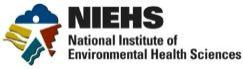 NIEHS
National Institute of
Environmental Health Sciences